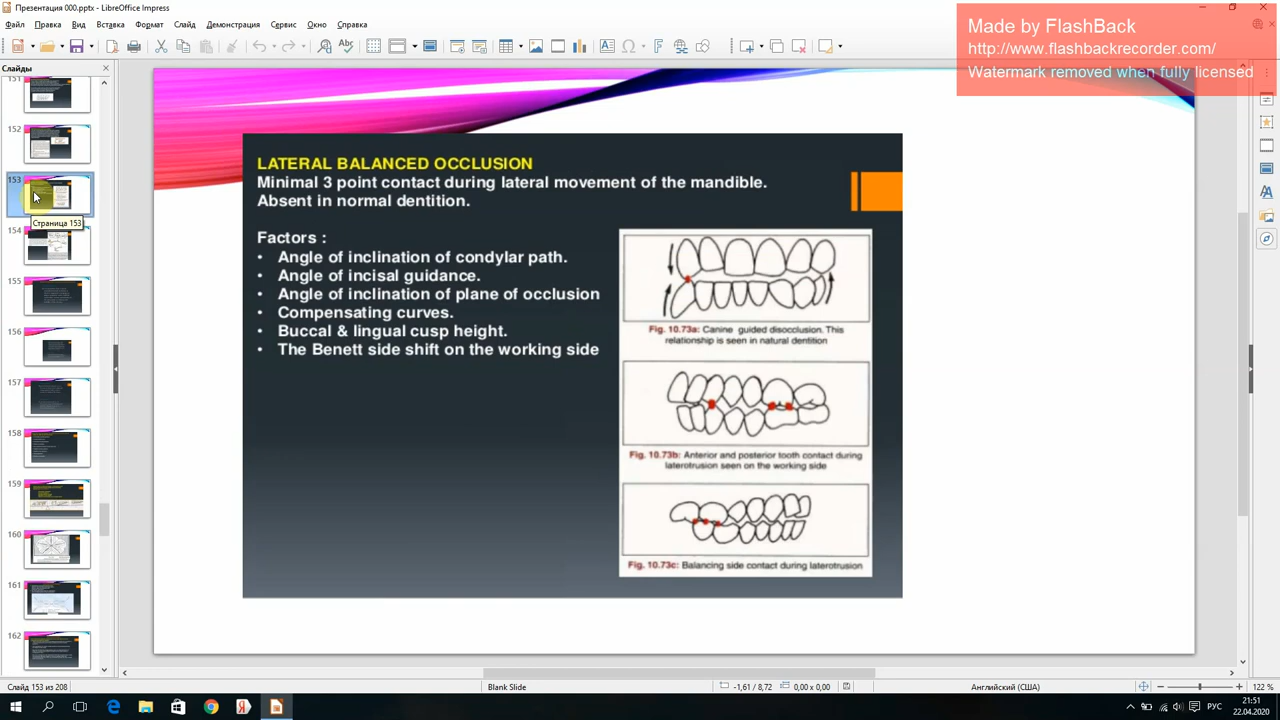 Презентация 000.pptx - LibreOffice Impress
Файл Правка Вид Вставка Формат Слайд Демонстрация Сервис Окно Справка
Made by FlashBack
http://www.flashbackrecorder.com/
Watermark removed when fully licensed
Слайды
151
152
153
Страница 153
154
155
156
157
158
159
160
161
162
LATERAL BALANCED OCCLUSION
Minimal 3 point contact during lateral movement of the mandible.
Absent in normal dentition.
Factors :
• Angle of inclination of condylar path.
• Angle of incisal guidance.
• Angle of inclination of plane of occlusion
• Compensating curves.
• Buccal & lingual cusp height.
• The Benett side shift on the working side
Fig. 10.73a: Canine guided disocclusion. This
relationship is seen in natural dentition
Fig. 10.73b: Anterior and posterior tooth contact during
laterotrusion seen on the working side
Fig. 10.73c: Balancing side contact during laterotrusion
Слайд 153 из 208
Blank Slide
-1,61 / 8,72
0,00 x 0,00
Английский (США)
122 %
РУС
21:51
22.04.2020